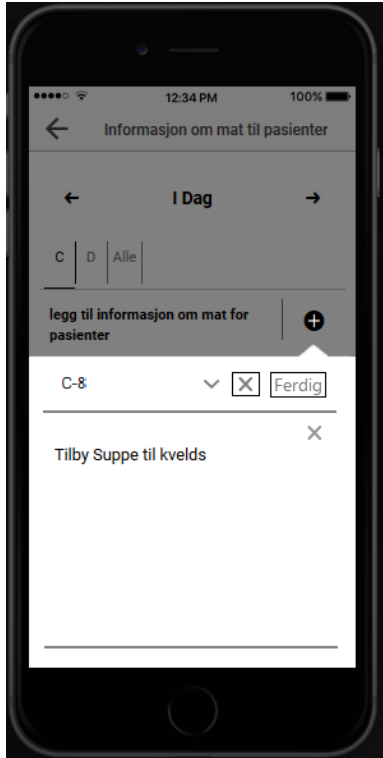 12:34 PM 100%
Informasjon om mat til pasienter
I Dag
C D Alle
legg til informasjon om mat for
pasienter
C-8 Ferdig
Tilby Suppe til kvelds